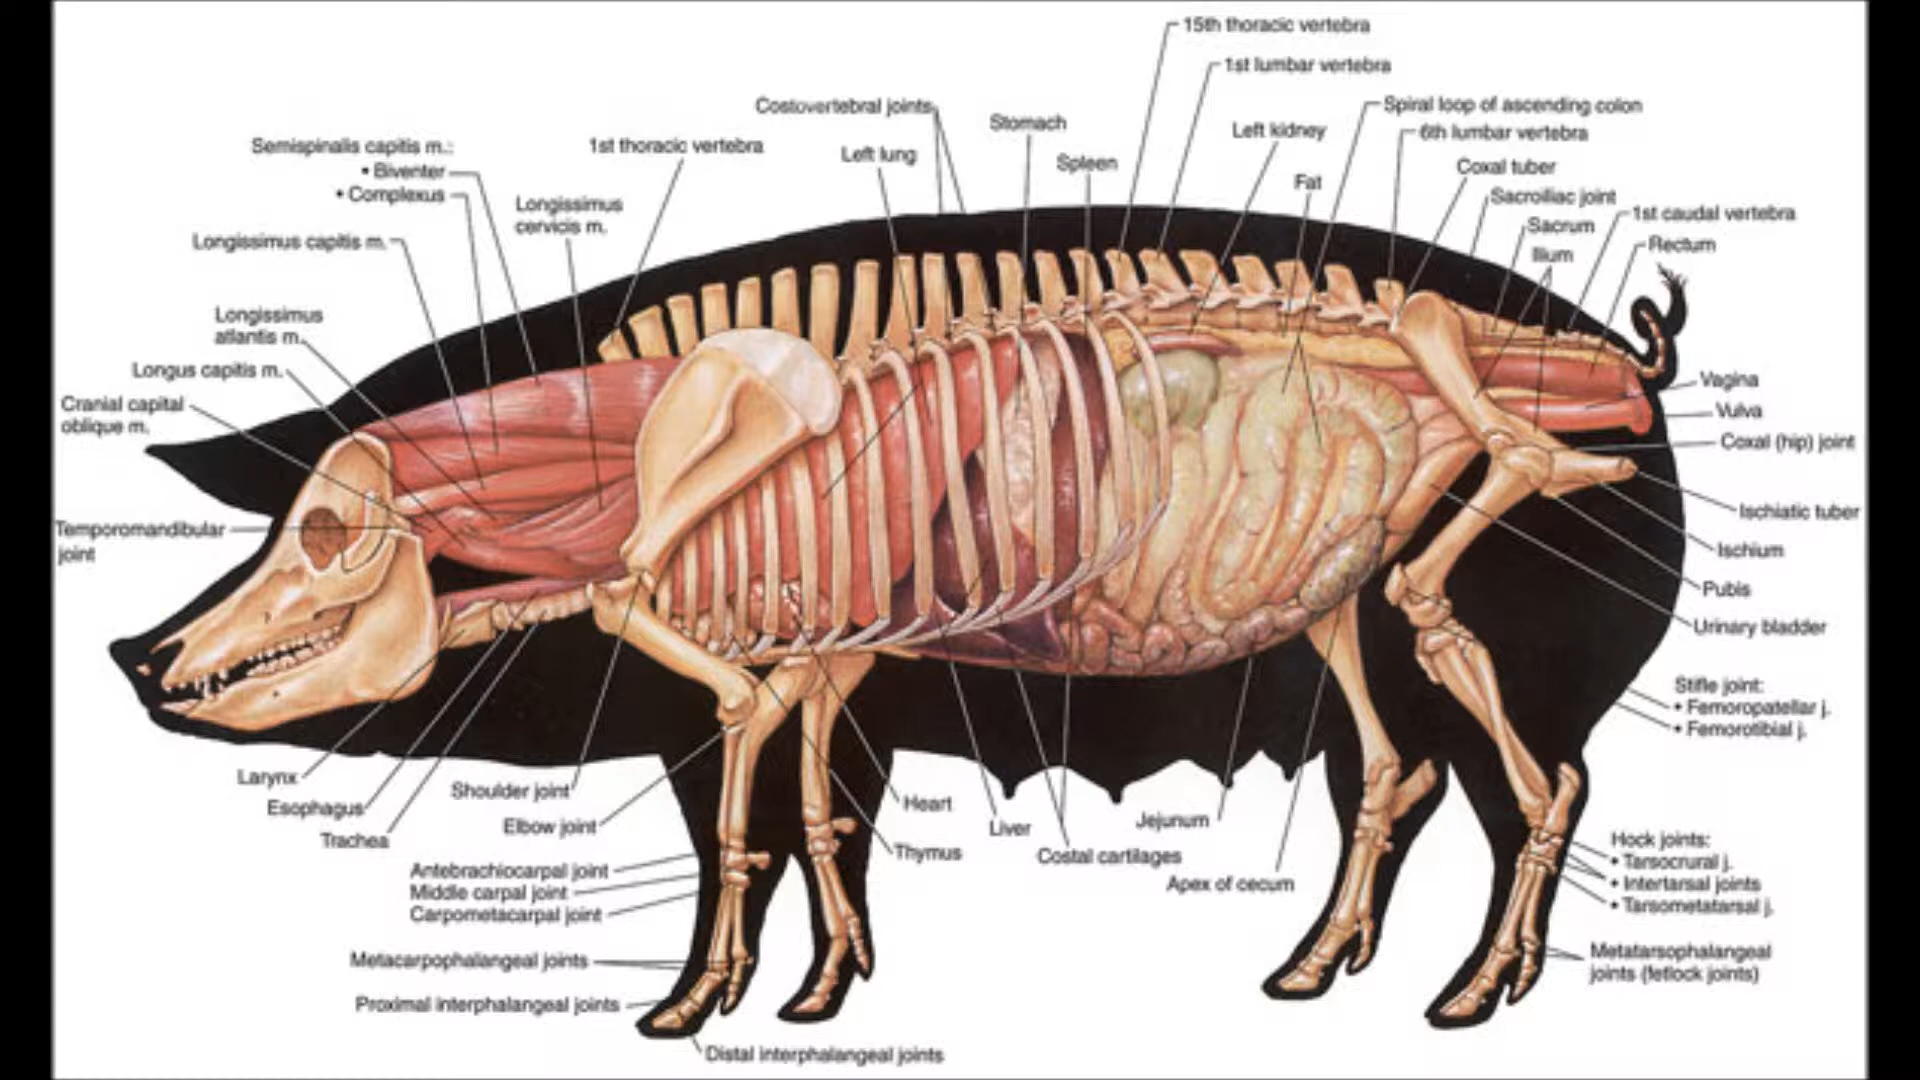 15th thoracic vertebra
1st lumbar vertebra
Costovertebral joints
Spiral loop of ascending colon
Stomach
Left kidney
6th lumbar vertebra
Semispinalis capitis m.:
• Biventer
• Complexus
1st thoracic vertebra
Left lung
Spleen
Coxal tuber
Fat
Sacroiliac joint
Longissimus
cervicis m.
1st caudal vertebra
Sacrum
Longissimus capitis m.
Rectum
Ilium
Longissimus
atlantis m.
Longus capitis m.
Vagina
Cranial capital
oblique m.
Vulva
Coxal (hip) joint
Temporomandibular
joint
Ischiatic tuber
Ischium
Pubis
Urinary bladder
Stifle joint:
• Femoropatellar j.
• Femorotibial j.
Larynx
Esophagus
Trachea
Shoulder joint
Elbow joint
Heart
Thymus
Liver
Costal cartilages
Jejunum
Apex of cecum
Hock joints:
• Tarsocrural j.
• Intertarsal joints
• Tarsometatarsal j.
Antebrachiocarpal joint
Middle carpal joint
Carpometacarpal joint
Metacarpophalangeal joints
Metatarsophalangeal
joints (fetlock joints)
Proximal interphalangeal joints
Distal interphalangeal joints